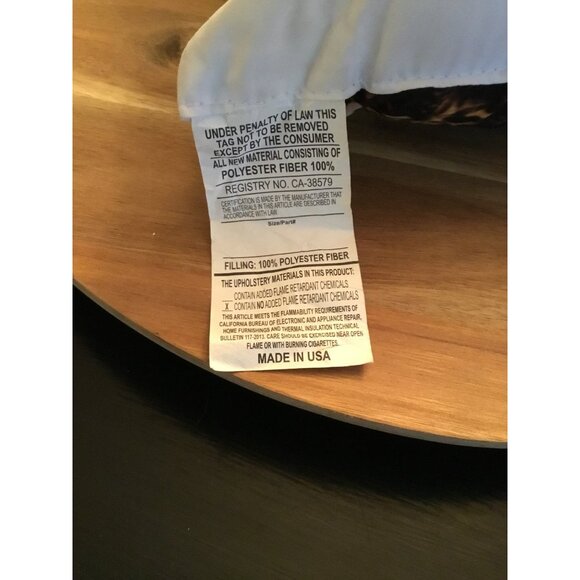 UNDER PENALTY OF LAW THIS
TAG NOT TO BE REMOVED
EXCEPT BY THE CONSUMER
ALL NEW MATERIAL CONSISTING OF
POLYESTER FIBER 100%
REGISTRY NO. CA-38579
CERTIFICATION IS MADE BY THE MANUFACTURER THAT
THE MATERIALS IN THIS ARTICLE ARE DESCRIBED IN
ACCORDANCE WITH LAW
Size/Part#
FILLING: 100% POLYESTER FIBER
THE UPHOLSTERY MATERIALS IN THIS PRODUCT:
CONTAIN ADDED FLAME RETARDANT CHEMICALS
X CONTAIN NO ADDED FLAME RETARDANT CHEMICALS
THIS ARTICLE MEETS THE FLAMMABILITY REQUIREMENTS OF
CALIFORNIA BUREAU OF ELECTRONIC AND APPLIANCE REPAIR,
HOME FURNISHINGS AND THERMAL INSULATION TECHNICAL
BULLETIN 117-2013. CARE SHOULD BE EXERCISED NEAR OPEN
FLAME OR WITH BURNING CIGARETTES.
MADE IN USA